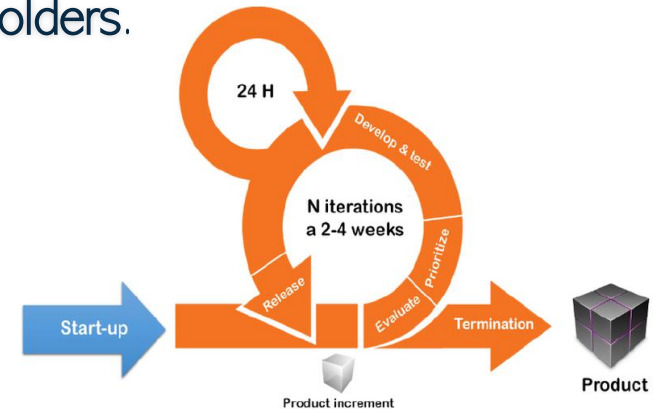 olders.
24 H
Develop & test
N iterations
a 2-4 weeks
Prioritize
Evaluate
Release
Start-up
Termination
Product
Product increment